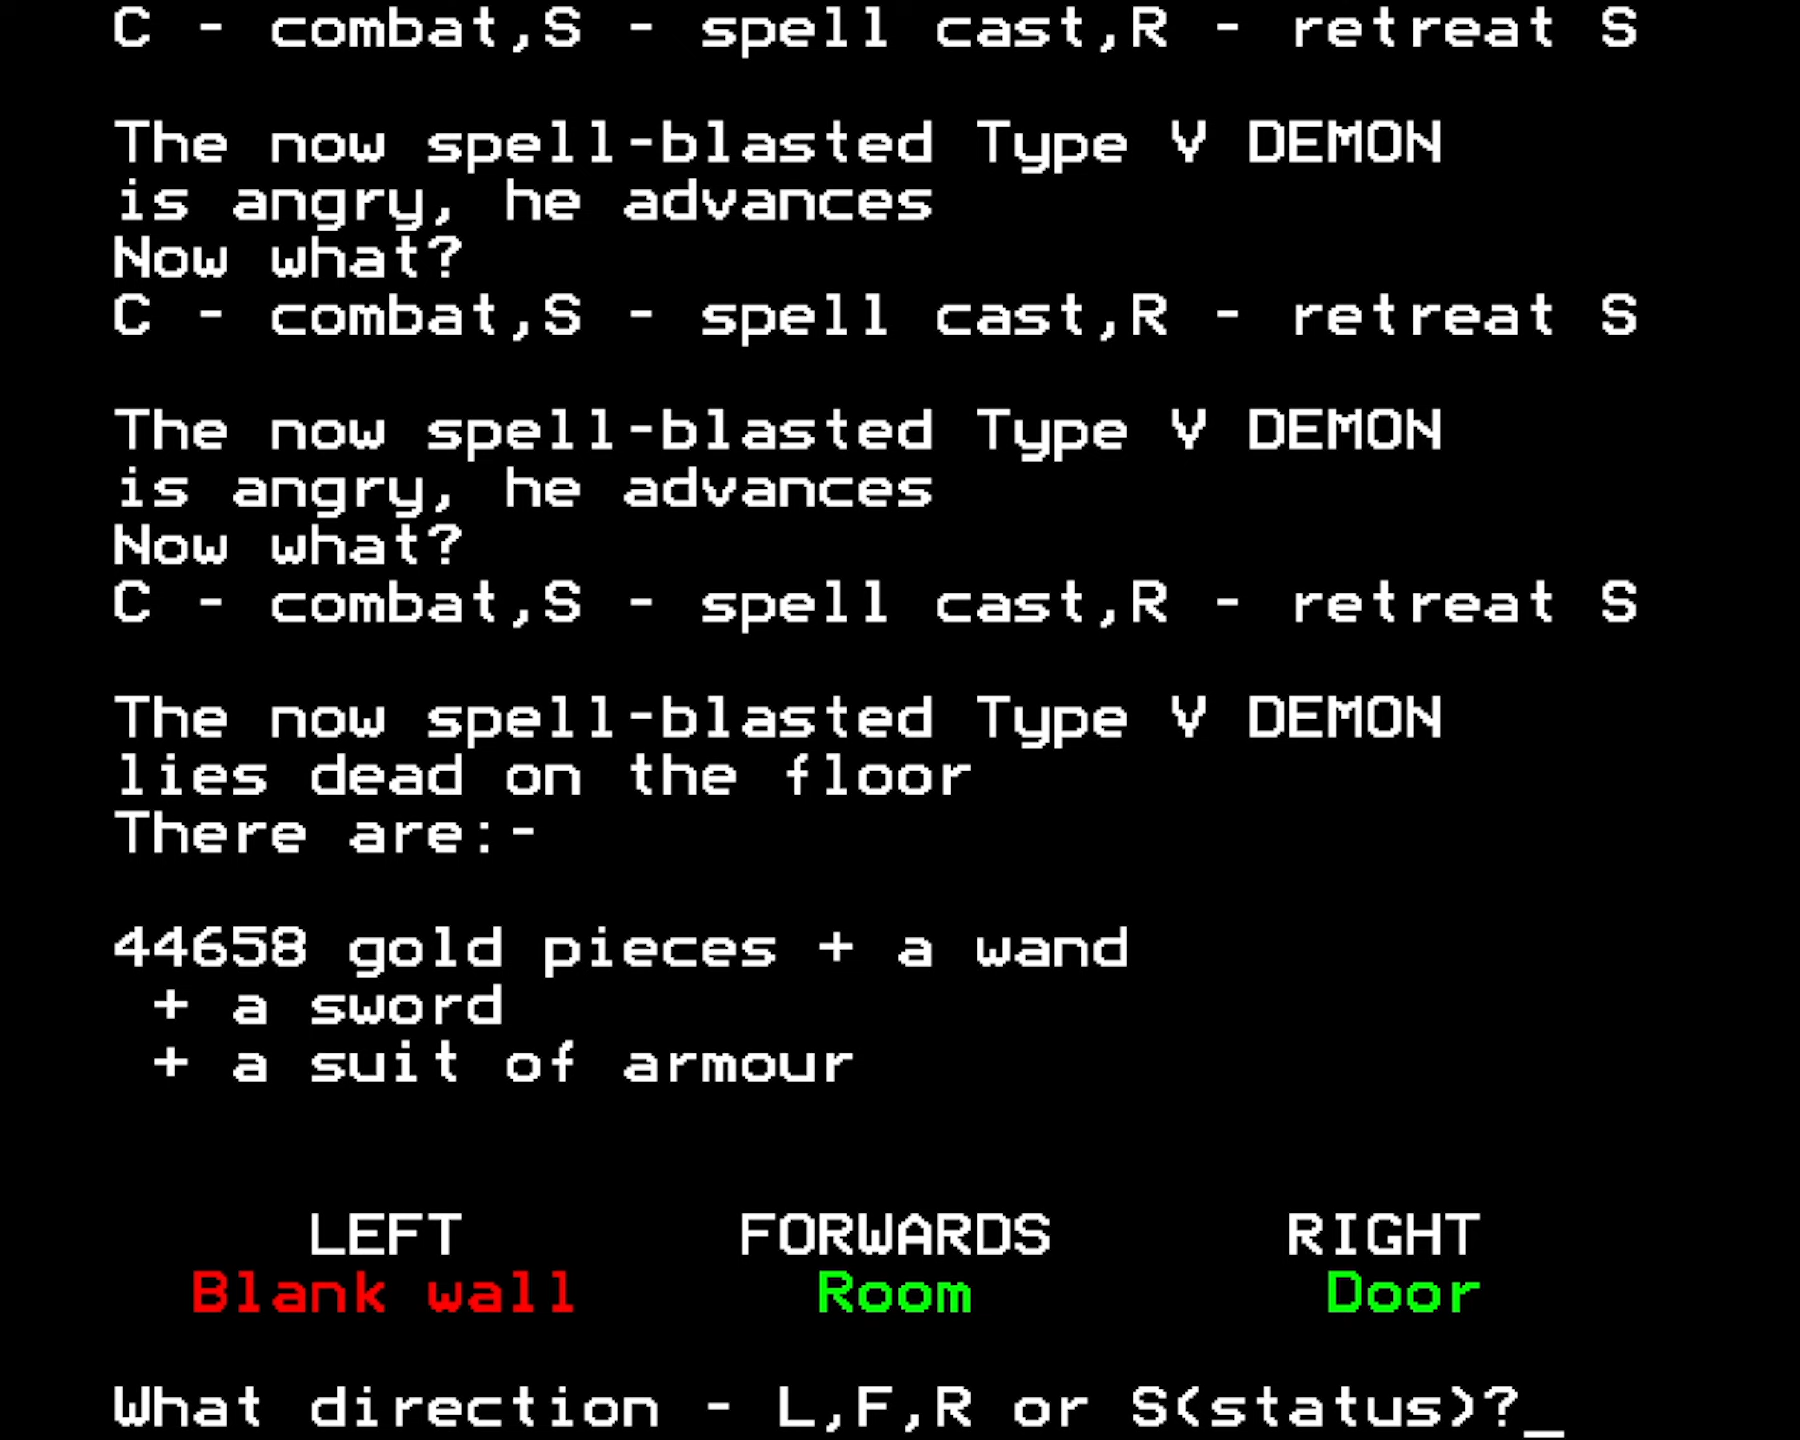 C - combat,S - spell cast,R - retreat S
The now spell-blasted Type V DEMON
is angry, he advances
Now what?
C - combat,S - spell cast,R - retreat S
The now spell-blasted Type V DEMON
is angry, he advances
Now what?
C - combat,S - spell cast,R - retreat S
The now spell-blasted Type V DEMON
lies dead on the floor
There are:-
44658 gold pieces + a wand
+ a sword
+ a suit of armour
LEFT FORWARDS RIGHT
Blank wall Room Door
What direction - L,F,R or S(status)?_